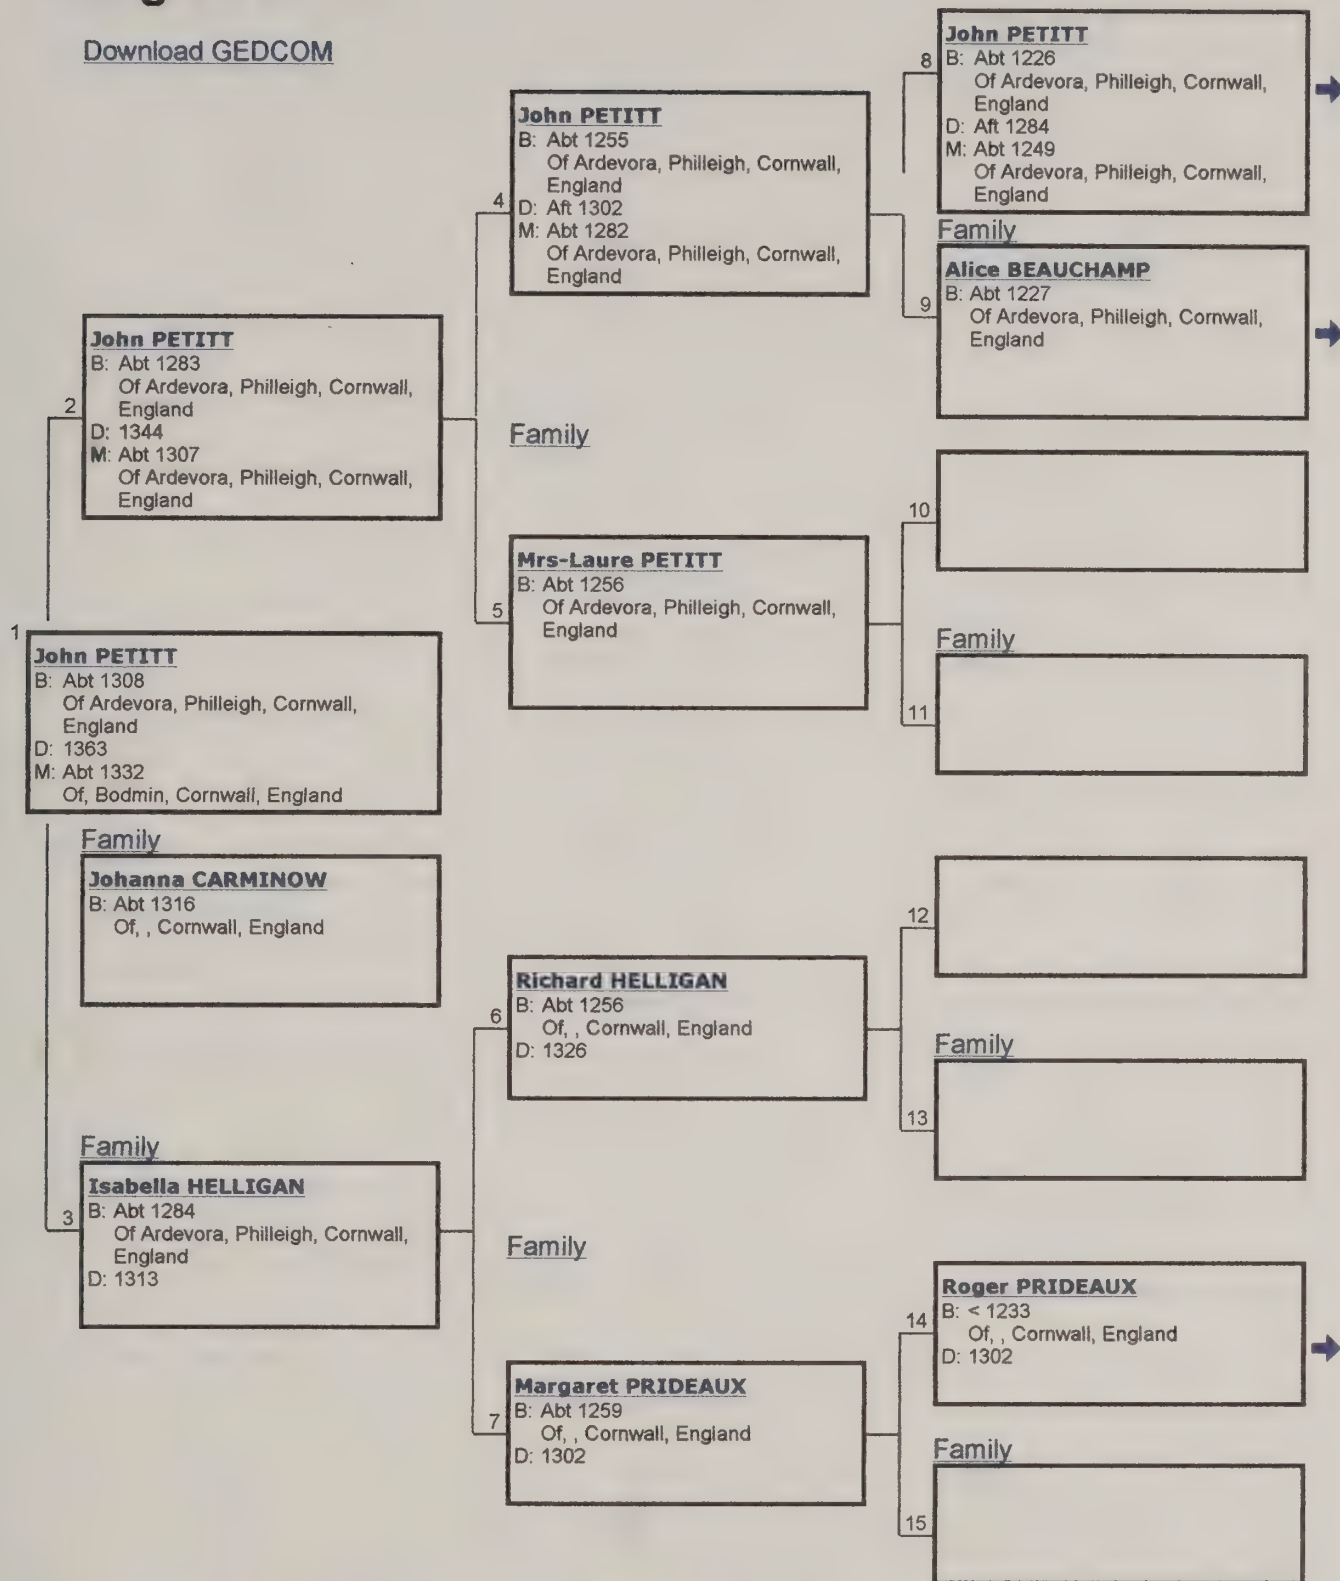 Download GEDCOM
8
John PETITT
B: Abt 1226
Of Ardevora, Philleigh, Cornwall,
England
D: Aft 1284
M: Abt 1249
Of Ardevora, Philleigh, Cornwall,
England
4
John PETITT
B: Abt 1255
Of Ardevora, Philleigh, Cornwall,
England
D: Aft 1302
M: Abt 1282
Of Ardevora, Philleigh, Cornwall,
England
Family
9
Alice BEAUCHAMP
B: Abt 1227
Of Ardevora, Philleigh, Cornwall,
England
2
John PETITT
B: Abt 1283
Of Ardevora, Philleigh, Cornwall,
England
D: 1344
M: Abt 1307
Of Ardevora, Philleigh, Cornwall,
England
Family
10
5
Mrs-Laure PETITT
B: Abt 1256
Of Ardevora, Philleigh, Cornwall,
England
Family
11
1
John PETITT
B: Abt 1308
Of Ardevora, Philleigh, Cornwall,
England
D: 1363
M: Abt 1332
Of, Bodmin, Cornwall, England
Family
Johanna CARMINOW
B: Abt 1316
Of, , Cornwall, England
12
6
Richard HELLIGAN
B: Abt 1256
Of, , Cornwall, England
D: 1326
Family
13
Family
3
Isabella HELLIGAN
B: Abt 1284
Of Ardevora, Philleigh, Cornwall,
England
D: 1313
Family
14
Roger PRIDEAUX
B: < 1233
Of, , Cornwall, England
D: 1302
7
Margaret PRIDEAUX
B: Abt 1259
Of, , Cornwall, England
D: 1302
Family
15